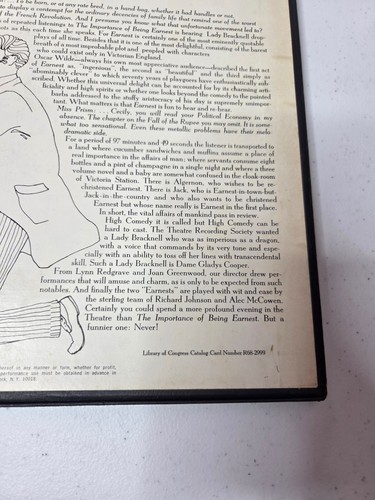 To be born, or at any rate bred, in a hand bag, whether it had handles or not,
to display a contempt for the ordinary decencies of family life that remind one of the worst
of the French Revolution. And I presume you know what that unfortunate movement led to?
of repeated listenings to The Importance of Being Earnest is hearing Lady Bracknell drop
as this each time she speaks. For Earnest is certainly one of the most eminently quotable
plays of all time. Besides that it is one of the most delightful, consisting of the barest
breath of a most improbable plot and peopled with characters
who could exist only in Victorian England.
Oscar Wilde—always his own most appreciative audience—described the first act
of Earnest as, "ingenious", the second as "beautiful" and the third simply as
"abominably clever" to which seventy years of playgoers have enthusiastically sub-
scribed. Whether this universal delight can be accounted for by its charming arti-
ficiality and high spirits or whether one looks beyond the comedy to the pointed
barbs addressed to the stuffy aristocracy of his day is supremely unimpor-
tant. What matters is that Earnest is fun to hear and re-hear.
Miss Prism: . . . Cecily, you will read your Political Economy in my
absence. The chapter on the Fall of the Rupee you may omit. It is some-
what too sensational. Even these metallic problems have their melo-
dramatic side.
For a period of 97 minutes and 49 seconds the listener is transported to
a land where cucumber sandwiches and muffins assume a place of
real importance in the affairs of man; where servants consume eight
bottles and a pint of champagne in a single night and where a three
volume novel and a baby are somewhat confused in the cloak-room
of Victoria Station. There is Algernon, who wishes to be re-
christened Earnest. There is Jack, who is Earnest-in-town-but-
Jack-in-the-country and who also wants to be christened
Earnest but whose name really is Earnest in the first place.
In short, the vital affairs of mankind pass in review.
High Comedy it is called but High Comedy can be
hard to cast. The Theatre Recording Society wanted
a Lady Bracknell who was as imperious as a dragon,
with a voice that commands by its very tone and espe-
cially with an ability to toss off her lines with transcendental
skill. Such a Lady Bracknell is Dame Gladys Cooper.
From Lynn Redgrave and Joan Greenwood, our director drew per-
formances that will amuse and charm, as is only to be expected from such
notables. And finally the two "Earnests" are played with wit and ease by
the sterling team of Richard Johnson and Alec McCowen.
Certainly you could spend a more profound evening in the
Theatre than The Importance of Being Earnest. But a
funnier one: Never!
Library of Congress Catalog Card Number: R66-2999
thereof in any manner or form, whether for profit,
performance use must be obtained in advance in
York, N. Y. 10018